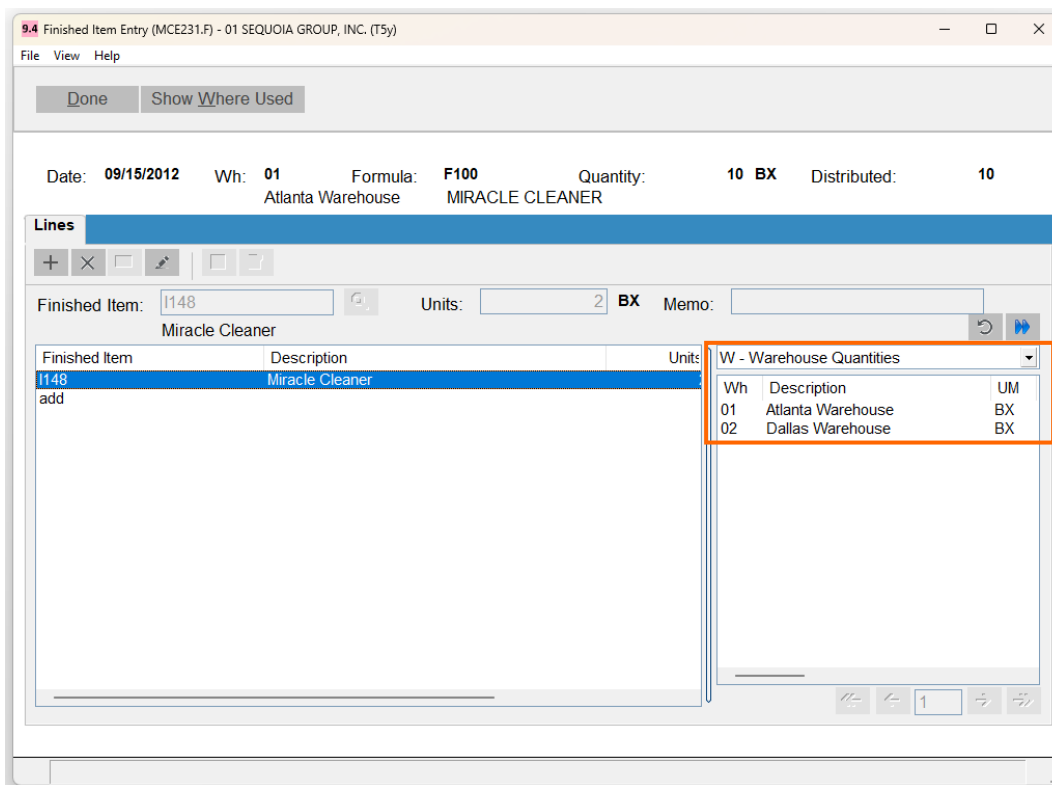 9.4 Finished Item Entry (MCE231.F) - 01 SEQUOIA GROUP, INC. (T5y)
File View Help
Done Show Where Used
Date: 09/15/2012 Wh: 01 Formula: F100 Quantity: 10 BX Distributed: 10
Atlanta Warehouse MIRACLE CLEANER
Lines
Finished Item: I148 Units: 2 BX Memo:
Miracle Cleaner
Finished Item Description Units W - Warehouse Quantities
I148 Miracle Cleaner
Wh Description UM
add
01 Atlanta Warehouse BX
02 Dallas Warehouse BX
1